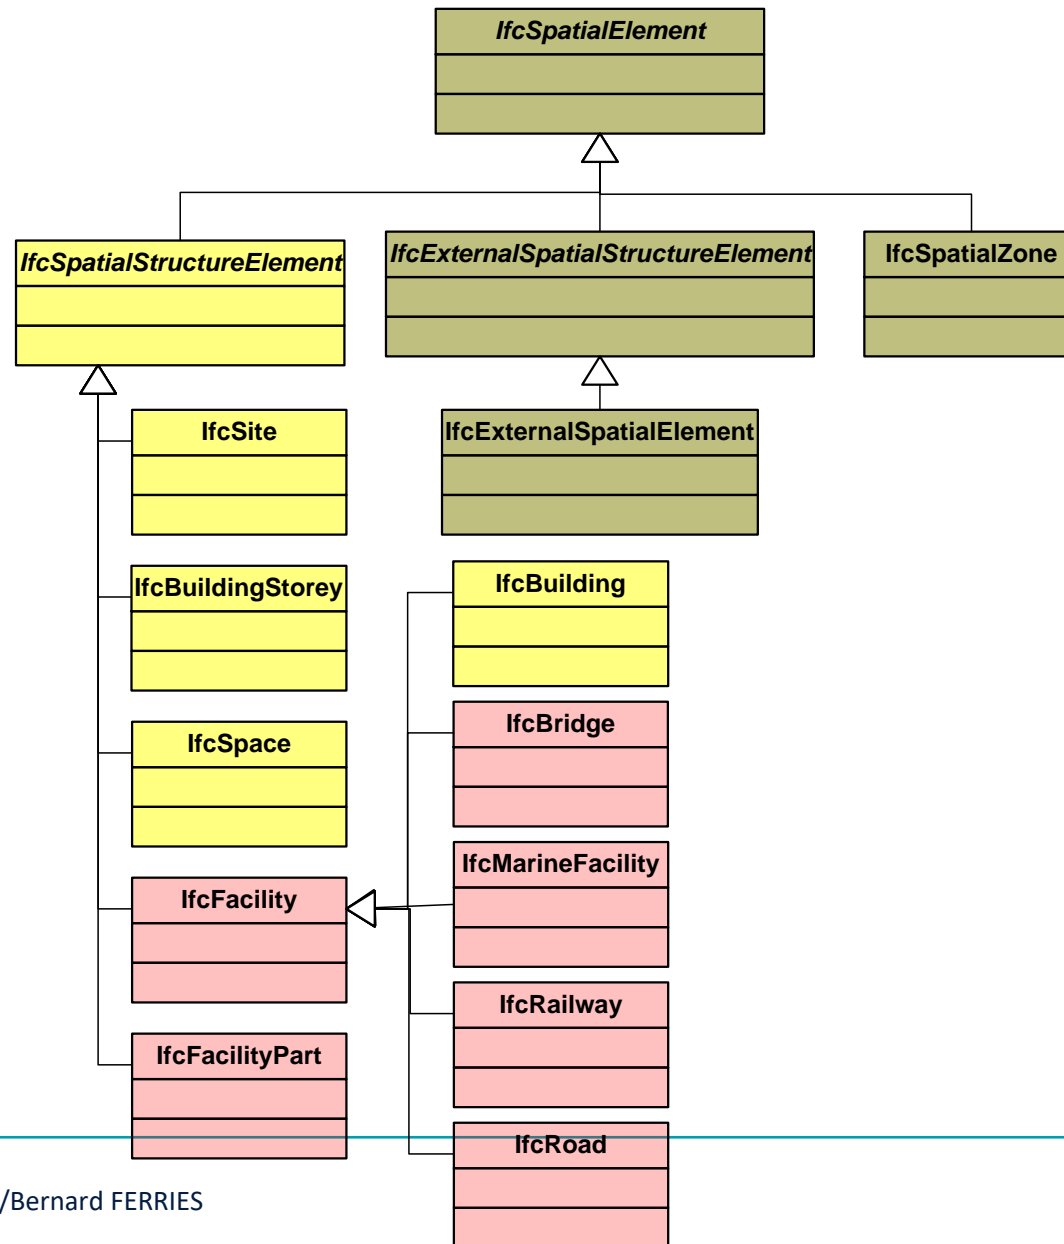 IfcSpatialElement
IfcSpatialStructureElement
IfcExternalSpatialStructureElement
IfcSpatialZone
IfcSite
IfcExternalSpatialElement
IfcBuildingStorey
IfcBuilding
IfcSpace
IfcBridge
IfcMarineFacility
IfcFacility
IfcRailway
IfcFacilityPart
IfcRoad
/Bernard FERRIES